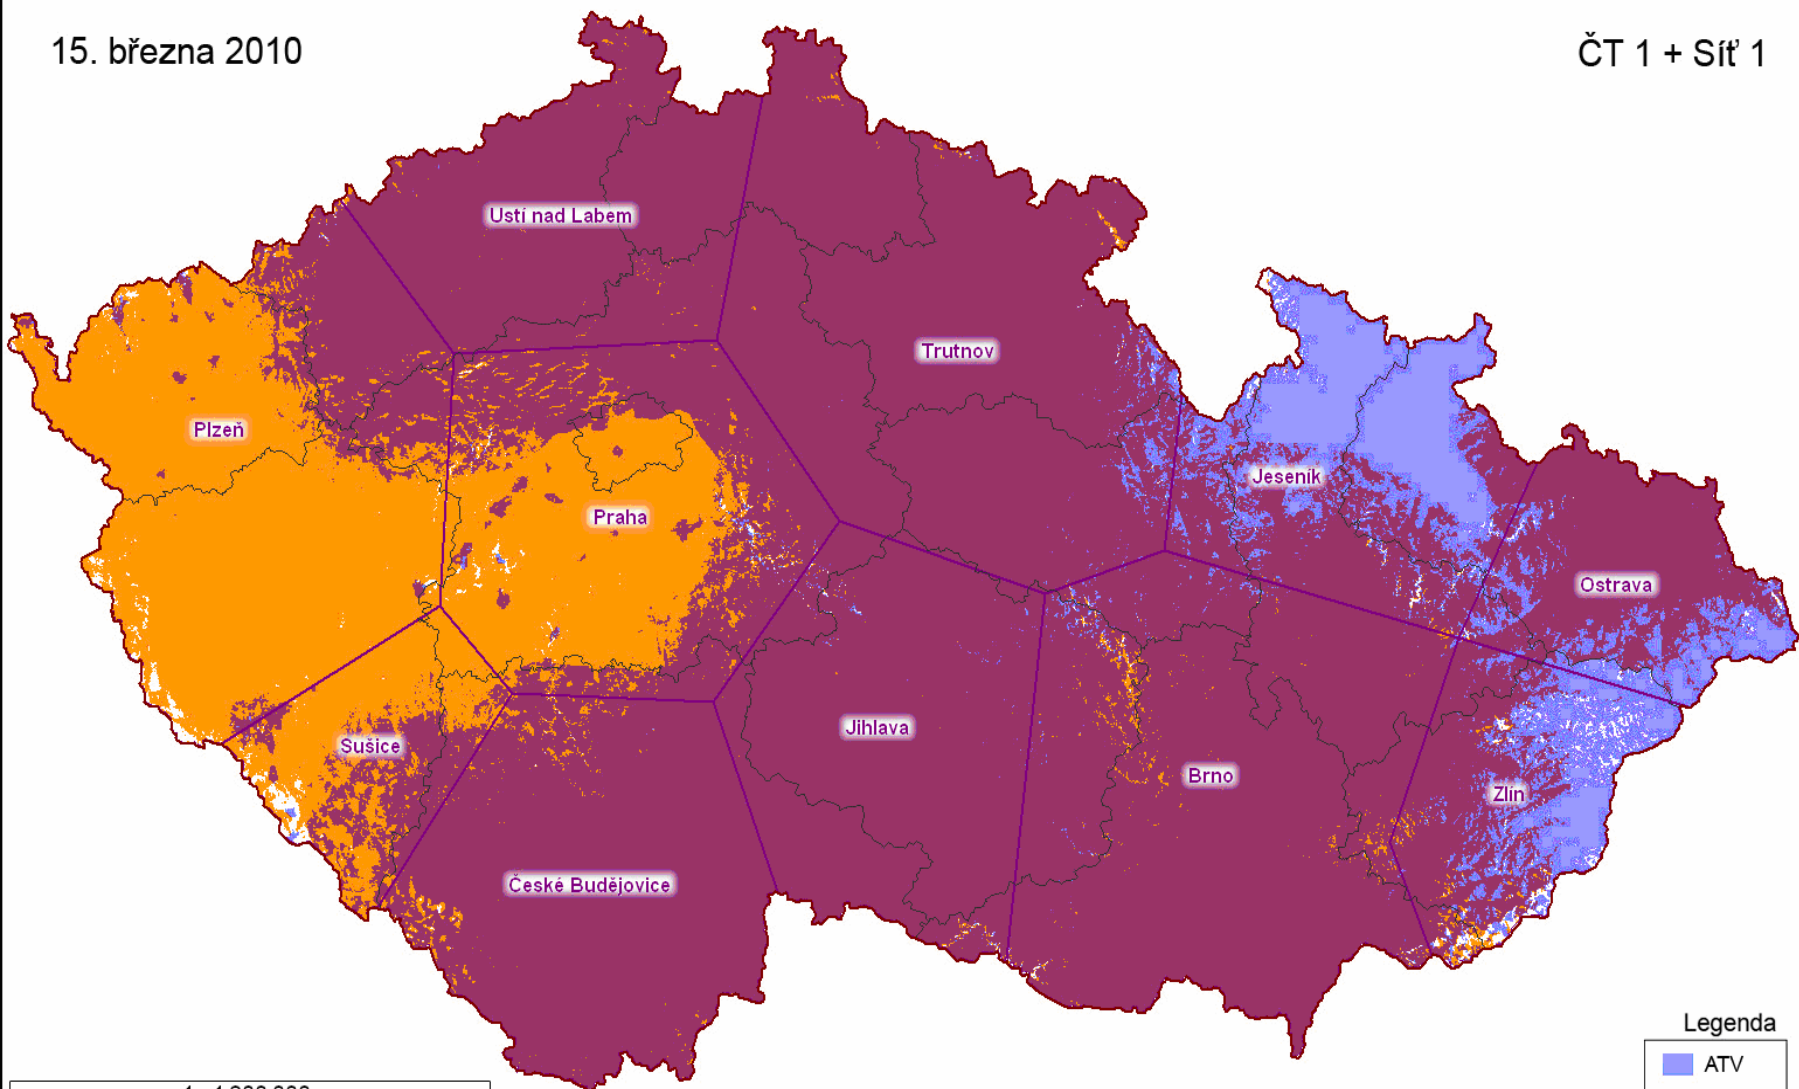 15. března 2010
ČT 1 + Síť 1
Ustí nad Labem
Trutnov
Plzeň
Jeseník
Praha
Ostrava
Jihlava
Sušice
Brno
Zlín
České Budějovice
Legenda
ATV